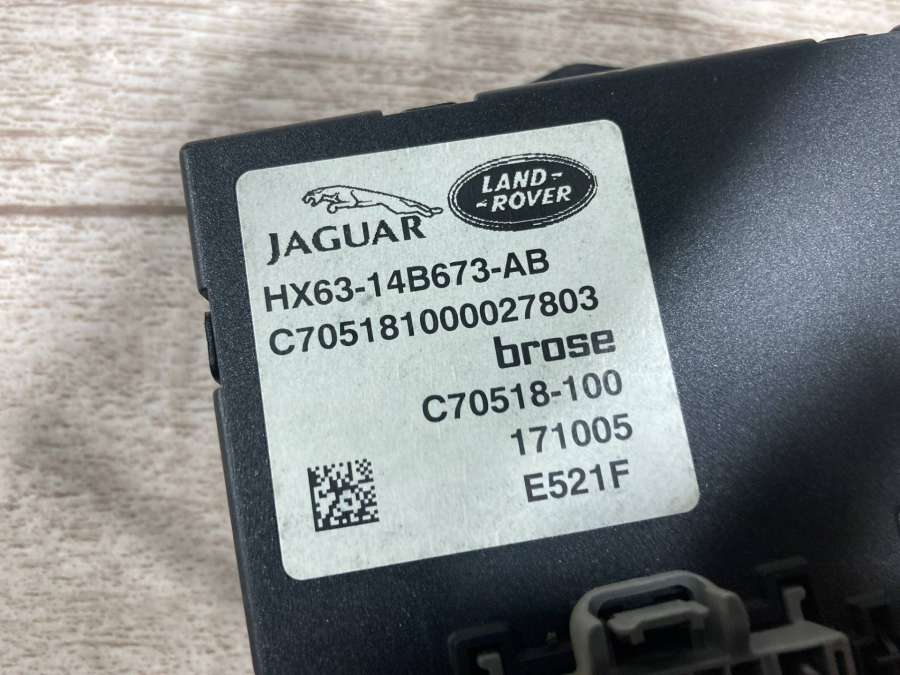 JAGUAR
LAND-
-ROVER
HX63-14B673-AB
C705181000027803
brose
C70518-100
171005
E521F